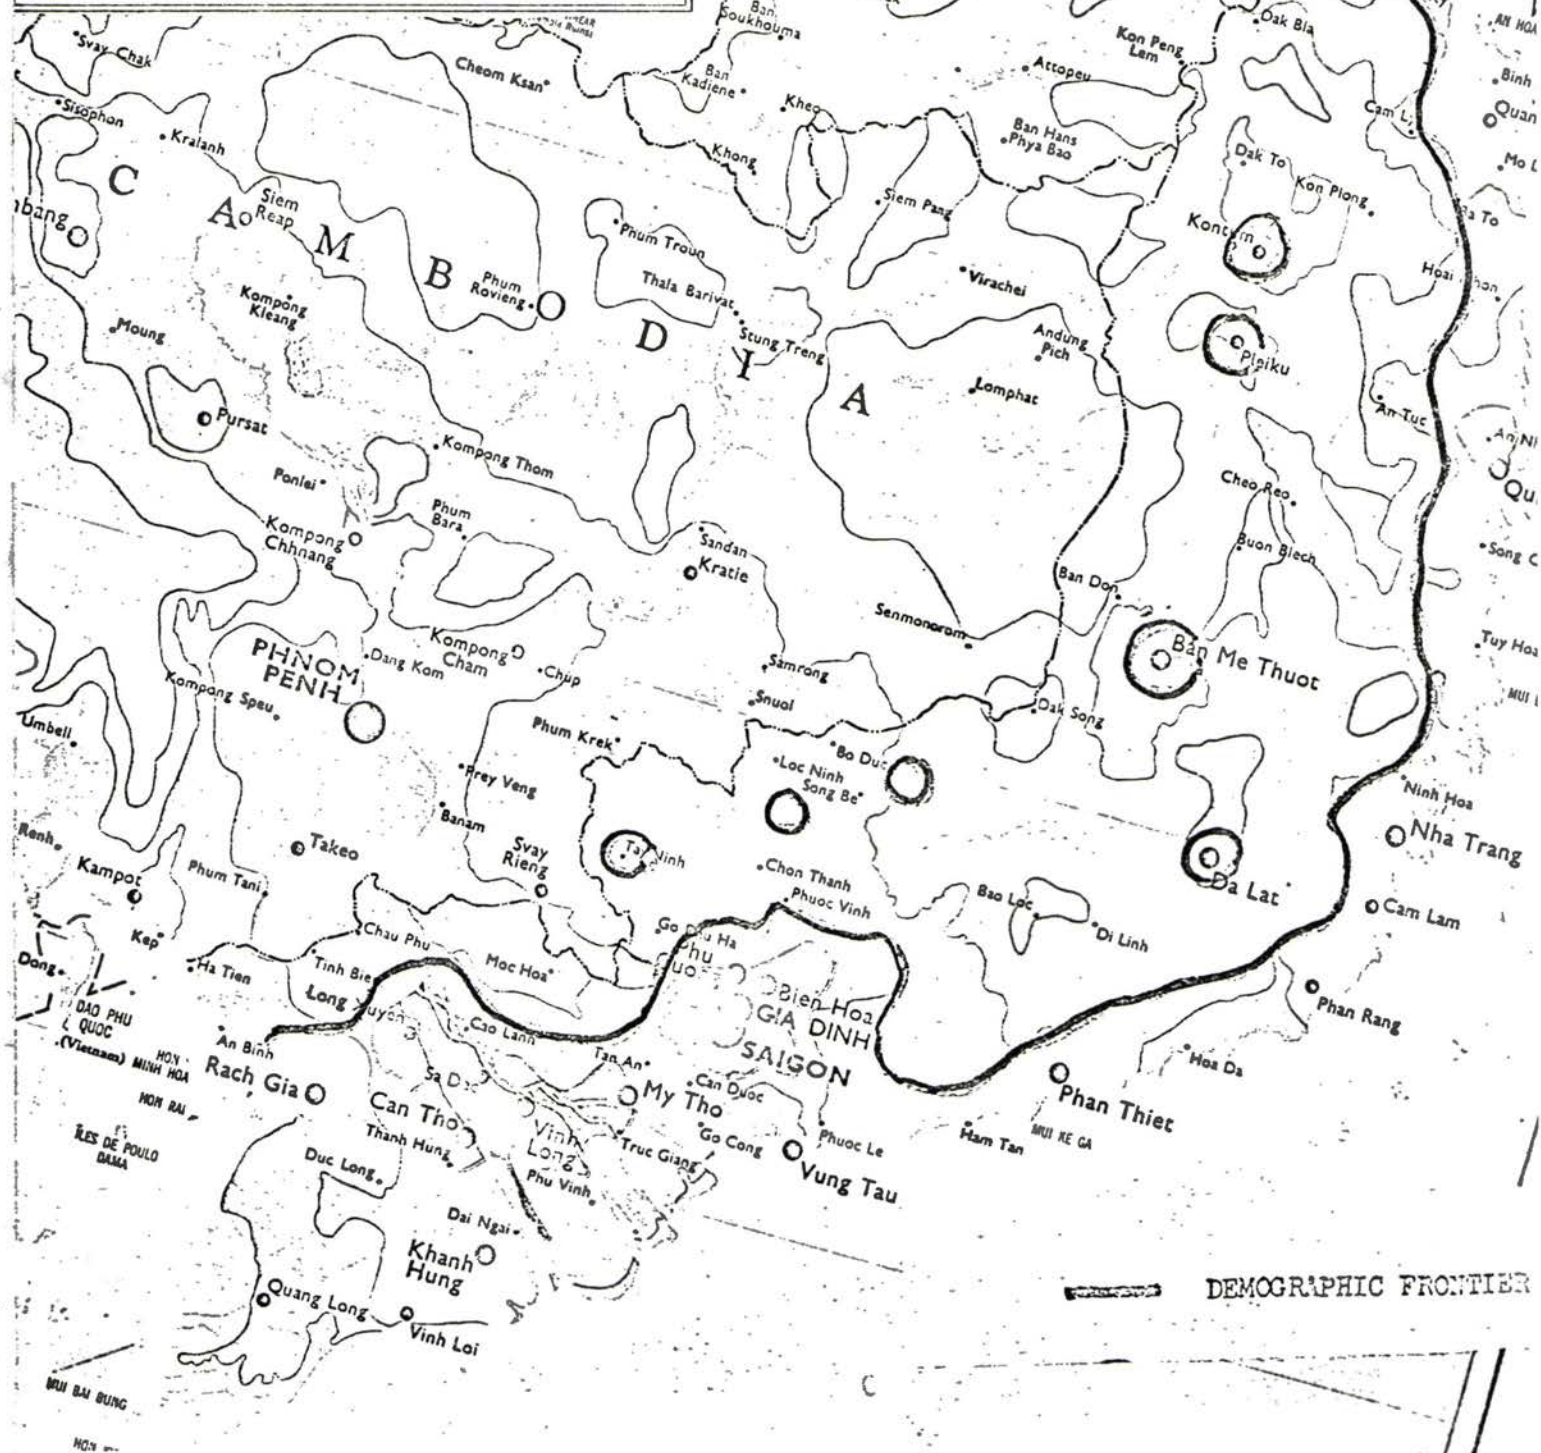 Ban
Soukhouma
Dak Bla
Svay Chak
Cheom Ksan
Ban
Kadiene
Attopeu
Kon Peng
Lem
Binh
Sisophon
Kralanh
Kheo
Khong
Ban Hans
Phya Bao
Cam L
Quan
Dak To
Kon Plong
Mo L
C A M B O D I A
Siem
Reap
Siem Pang
Phum Troun
Kontum
Kompong
Kleang
Phum
Rovieng
Thala Barivat
Virachei
Hoai
Moung
Stung Treng
Andung
Pich
Pleiku
Lomphat
Pursat
An Tuc
Kompong Thom
Ponlei
Cheo Reo
Qu
Phum
Bara
Kompong
Chhnang
Sandan
Kratie
Buon Blech
Song C
Ban Don
Senmonorom
Kompong
Cham
PHNOM
PENH
Dang Kom
Chup
Ban Me Thuot
Tuy Hoa
Samrong
Kompong Speu
Snuol
Dak Song
MUI
Umbell
Phum Krek
Bo Duc
Loc Ninh
Song Be
Prey Veng
Ninh Hoa
Banam
Nha Trang
Renh
Takeo
Svay
Rieng
Tay Ninh
Kampot
Phum Tani
Chon Thanh
Phuoc Vinh
Da Lat
Bao Loc
Cam Lam
Kep
Chau Phu
Go Dau Ha
Di Linh
Dong
Ha Tien
Tinh Bien
Moc Hoa
Phu
Long Xuyen
Bien Hoa
GIA DINH
Phan Rang
DAO PHU
QUOC
(Vietnam)
Cao Lanh
SAIGON
An Binh
HON
MINH HOA
Tan An
Hoa Da
Rach Gia
Sa Dec
Can Duoc
My Tho
Phan Thiet
HON RAI
Can Tho
Vinh
Long
Go Cong
Phuoc Le
Ham Tan
MUI KE GA
ÎLES DE POULO
DAMA
Thanh Hung
Truc Giang
Duc Long
Phu Vinh
Vung Tau
Dai Ngai
Khanh
Hung
Quang Long
DEMOGRAPHIC FRONTIER
Vinh Loi
MUI BAI BUNG
HON